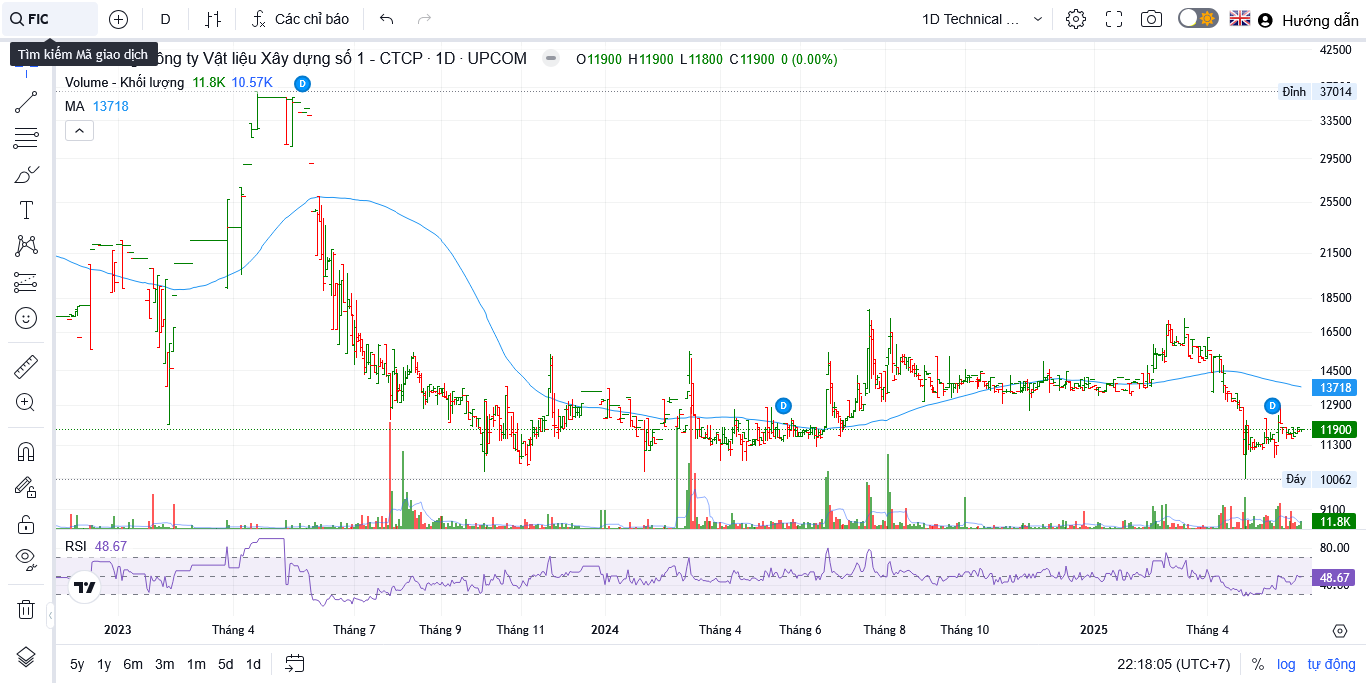 FIC
D
Các chỉ báo
1D Technical ...
Hướng dẫn
Tìm kiếm Mã giao dịch
ông ty Vật liệu Xây dựng số 1 - CTCP · 1D · UPCOM
O11900 H11900 L11800 C11900 0 (0.00%)
Volume - Khối lượng 11.8K 10.57K
D
MA 13718
42500
Đỉnh 37014
33500
29500
25500
21500
18500
16500
14500
13718
12900
D
D
11900
11300
Đáy 10062
9100
11.8K
RSI 48.67
80.00
48.67
2023 Tháng 4 Tháng 7 Tháng 9 Tháng 11 2024 Tháng 4 Tháng 6 Tháng 8 Tháng 10 2025 Tháng 4
5y 1y 6m 3m 1m 5d 1d
22:18:05 (UTC+7) % log tự động